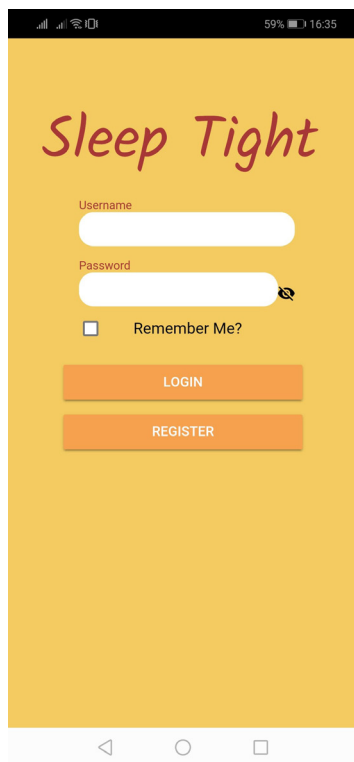 59% 16:35
Sleep Tight
Username
Password
Remember Me?
LOGIN
REGISTER